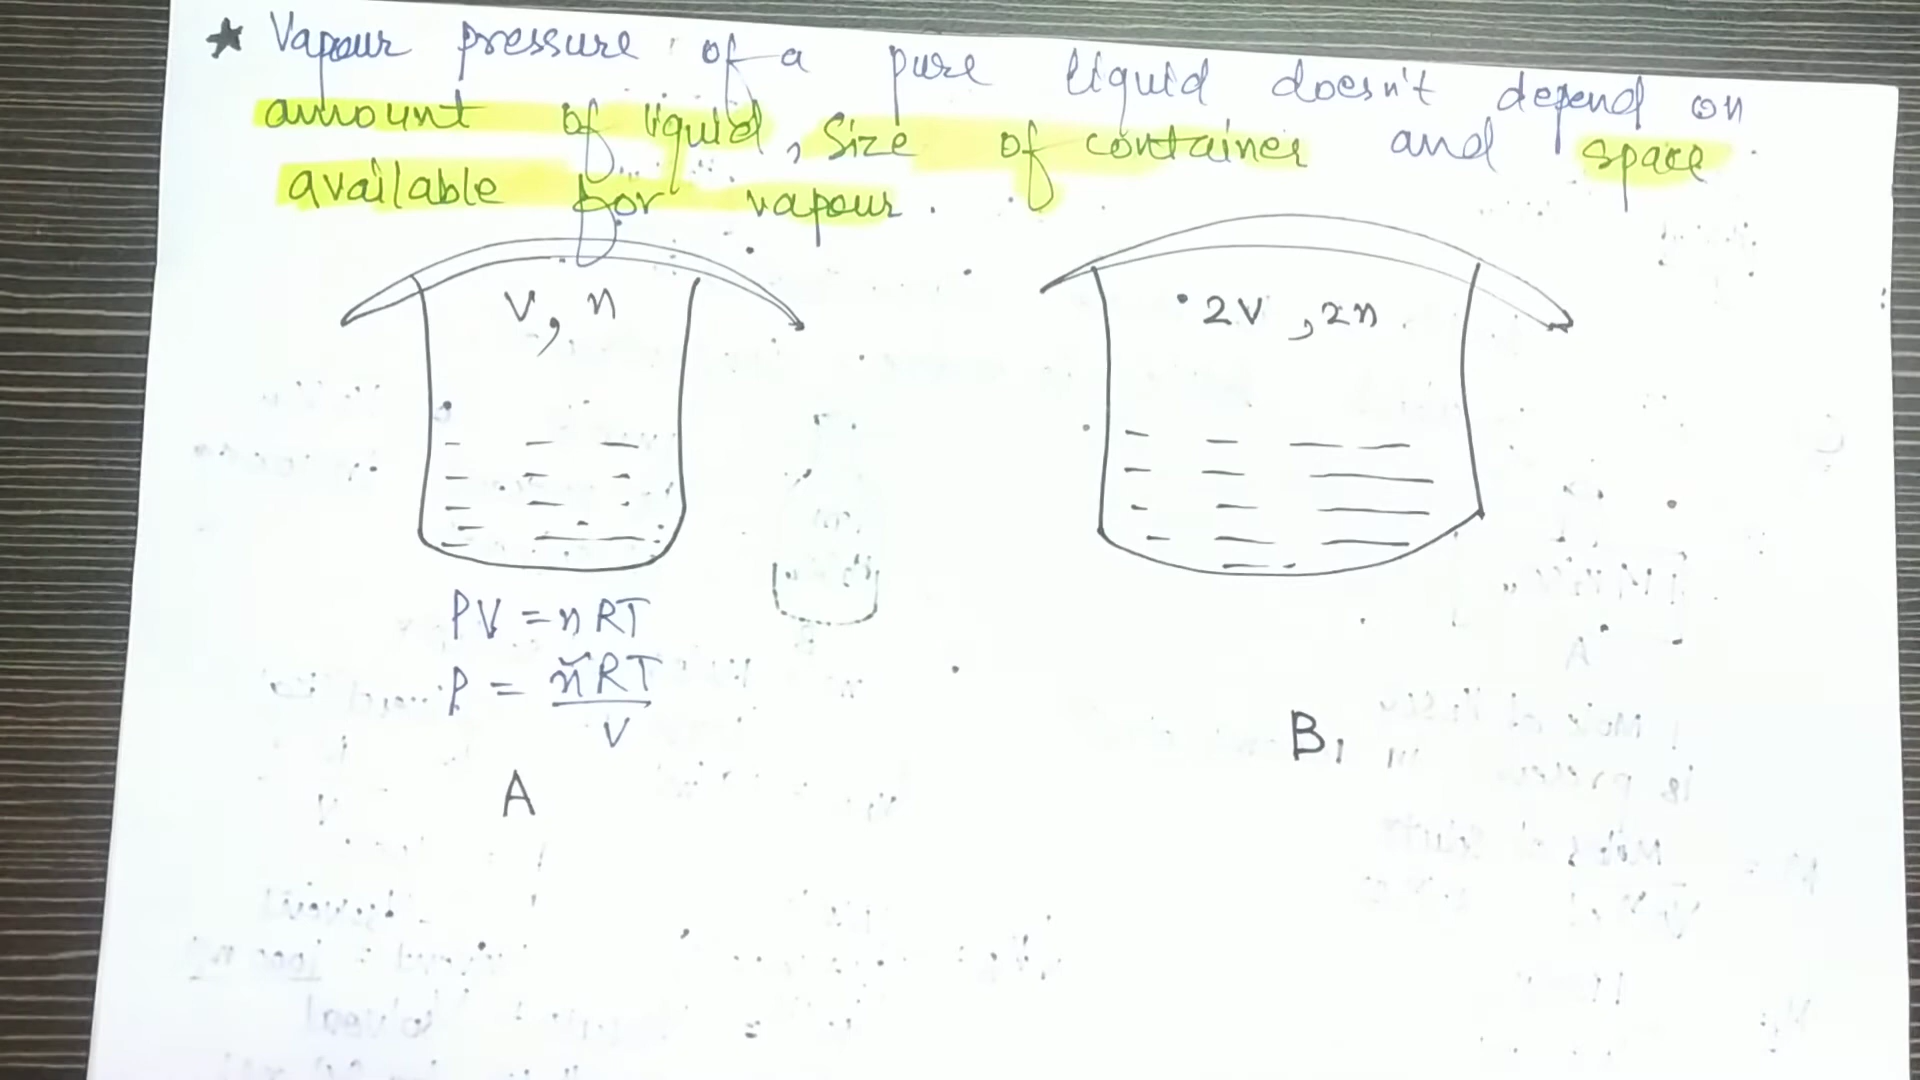 ★ Vapour pressure of a pure liquid doesn't depend on
amount of liquid, Size of container and space
available for vapour.
V, n
2V, 2n
PV = nRT
P = nRT
V
A
B,